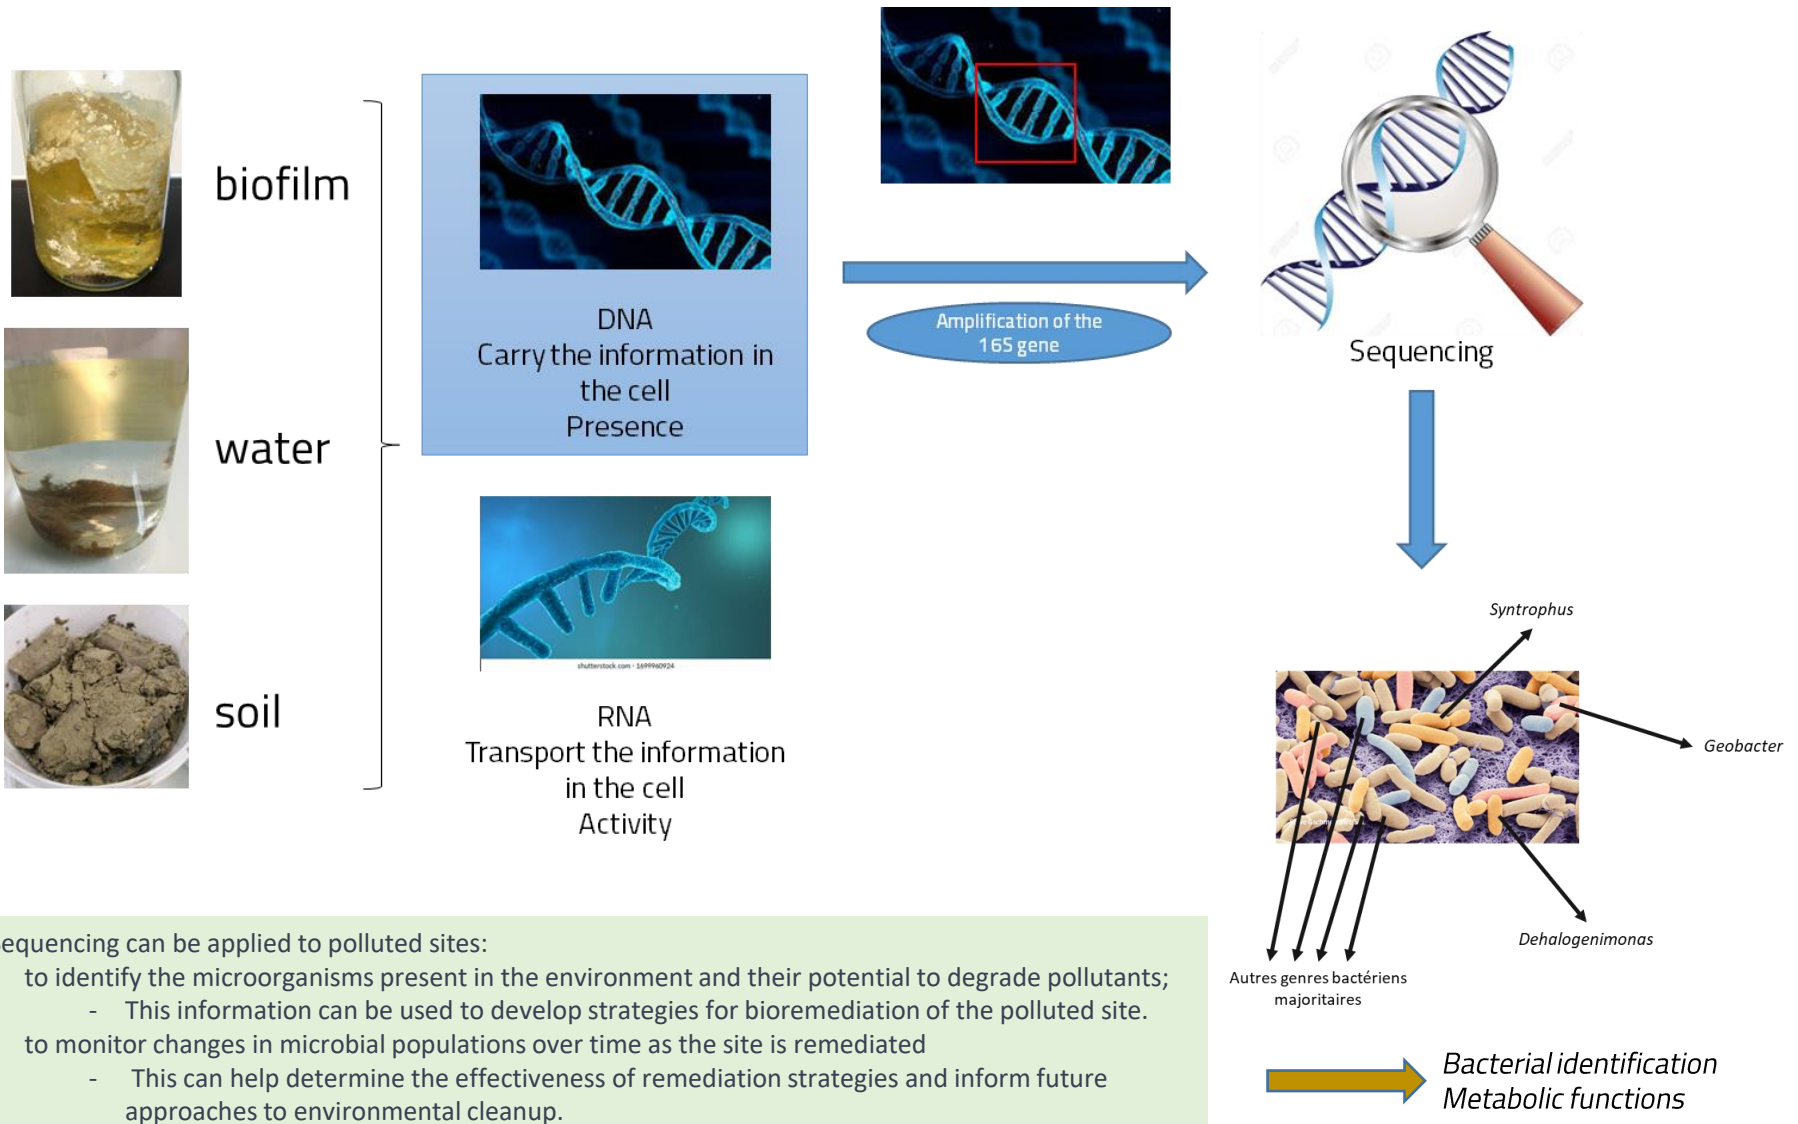 biofilm
water
soil
DNA
Carry the information in
the cell
Presence
shutterstock.com · 1699960924
RNA
Transport the information
in the cell
Activity
Amplification of the
16S gene
Sequencing
Syntrophus
Geobacter
Dehalogenimonas
Autres genres bactériens
majoritaires
Bacterial identification
Metabolic functions
equencing can be applied to polluted sites:
to identify the microorganisms present in the environment and their potential to degrade pollutants;
- This information can be used to develop strategies for bioremediation of the polluted site.
to monitor changes in microbial populations over time as the site is remediated
- This can help determine the effectiveness of remediation strategies and inform future
approaches to environmental cleanup.